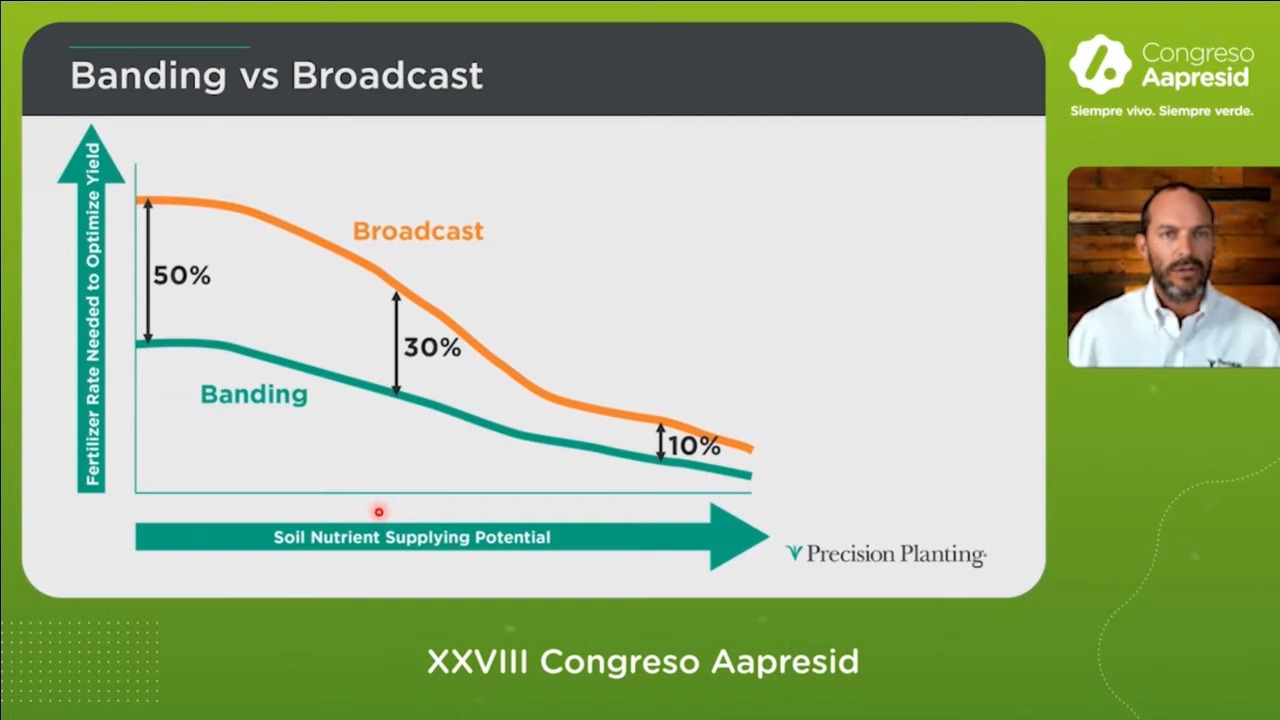 Banding vs Broadcast
Fertilizer Rate Needed to Optimize Yield
Broadcast
50%
30%
Banding
10%
Soil Nutrient Supplying Potential
Precision Planting
Congreso
Aapresid
Siempre vivo. Siempre verde.
XXVIII Congreso Aapresid